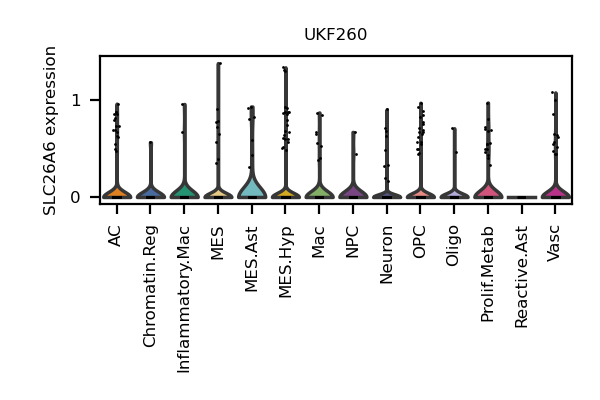 UKF260
SLC26A6 expression
1
0
AC
Chromatin.Reg
Inflammatory.Mac
MES
MES.Ast
MES.Hyp
Mac
NPC
Neuron
OPC
Oligo
Prolif.Metab
Reactive.Ast
Vasc